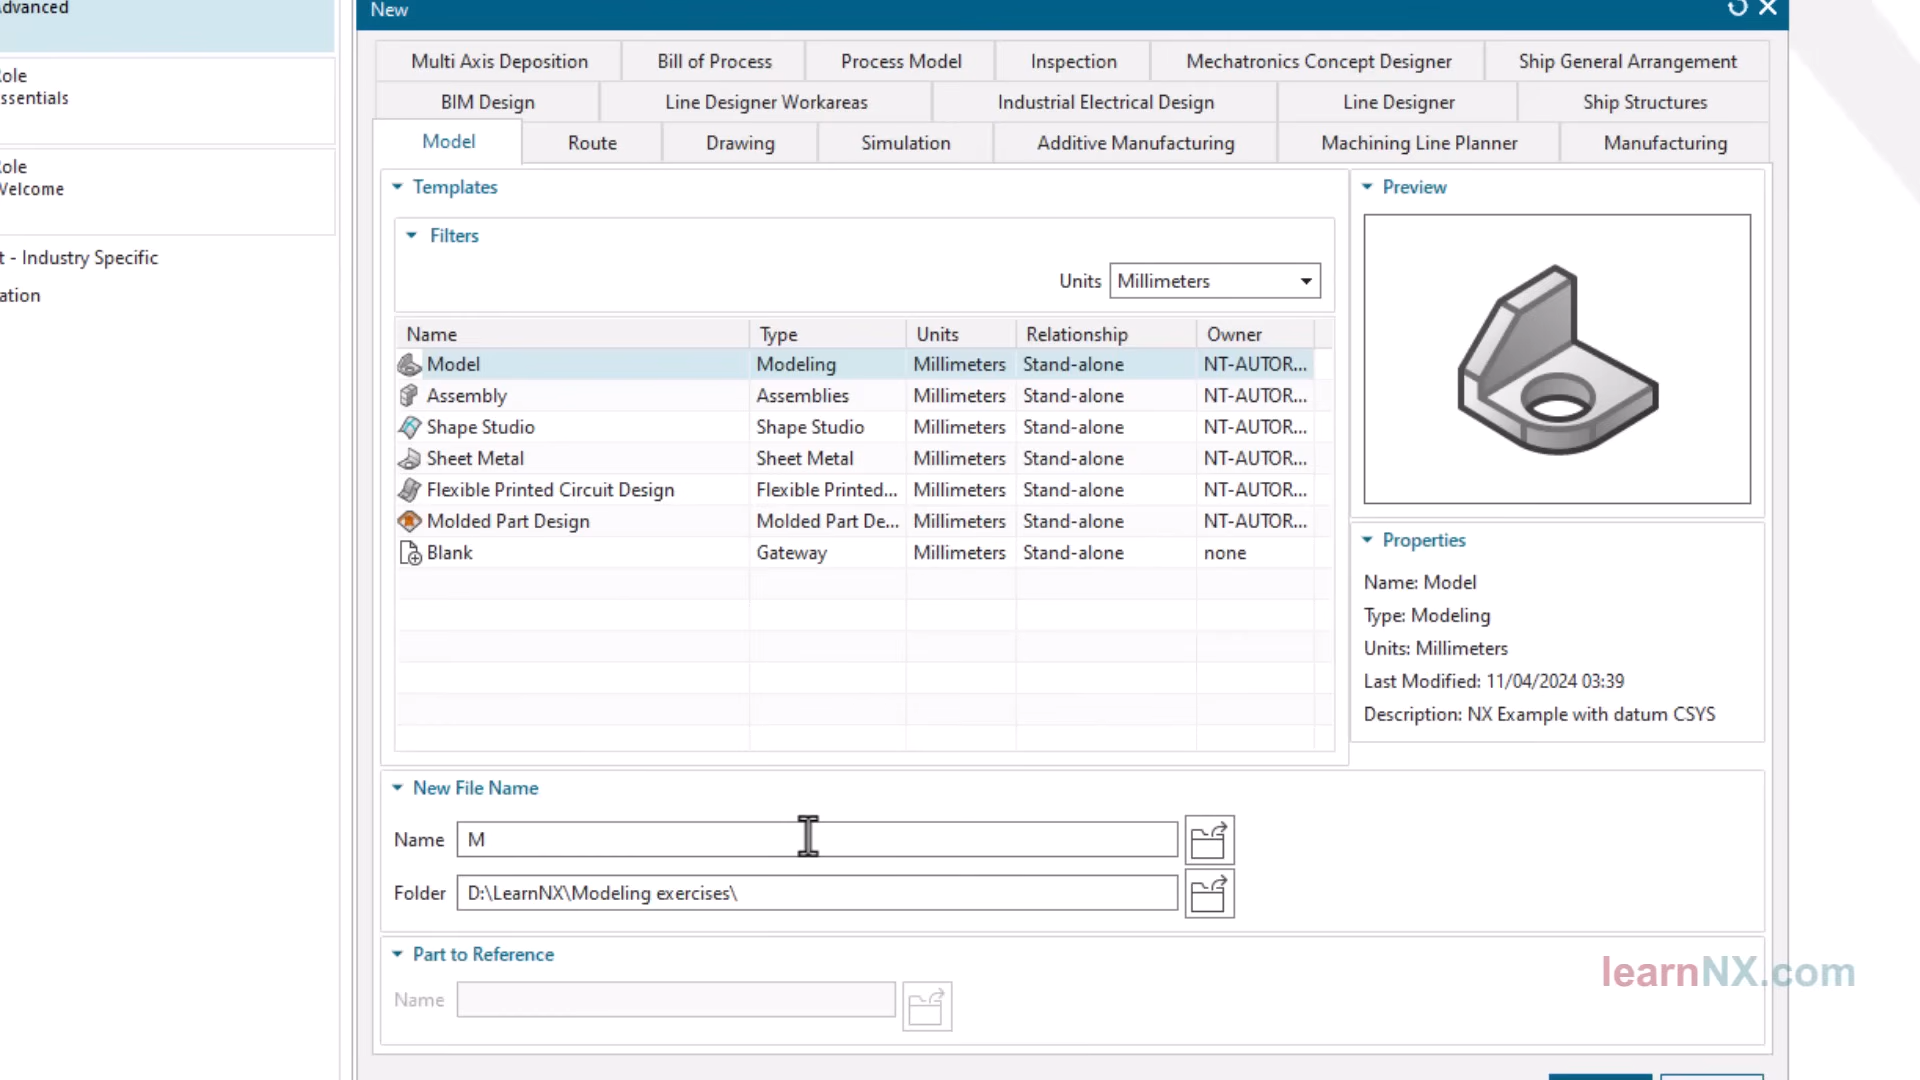 Advanced
New
Role
Essentials
Role
Welcome
t - Industry Specific
ation
Multi Axis Deposition
Bill of Process
Process Model
Inspection
Mechatronics Concept Designer
Ship General Arrangement
BIM Design
Line Designer Workareas
Industrial Electrical Design
Line Designer
Ship Structures
Model
Route
Drawing
Simulation
Additive Manufacturing
Machining Line Planner
Manufacturing
Templates
Filters
Units Millimeters
Name Type Units Relationship Owner
Model Modeling Millimeters Stand-alone NT-AUTOR...
Assembly Assemblies Millimeters Stand-alone NT-AUTOR...
Shape Studio Shape Studio Millimeters Stand-alone NT-AUTOR...
Sheet Metal Sheet Metal Millimeters Stand-alone NT-AUTOR...
Flexible Printed Circuit Design Flexible Printed... Millimeters Stand-alone NT-AUTOR...
Molded Part Design Molded Part De... Millimeters Stand-alone NT-AUTOR...
Blank Gateway Millimeters Stand-alone none
Preview
Properties
Name: Model
Type: Modeling
Units: Millimeters
Last Modified: 11/04/2024 03:39
Description: NX Example with datum CSYS
New File Name
Name M
Folder D:\LearnNX\Modeling exercises\
Part to Reference
Name
learnNX.com